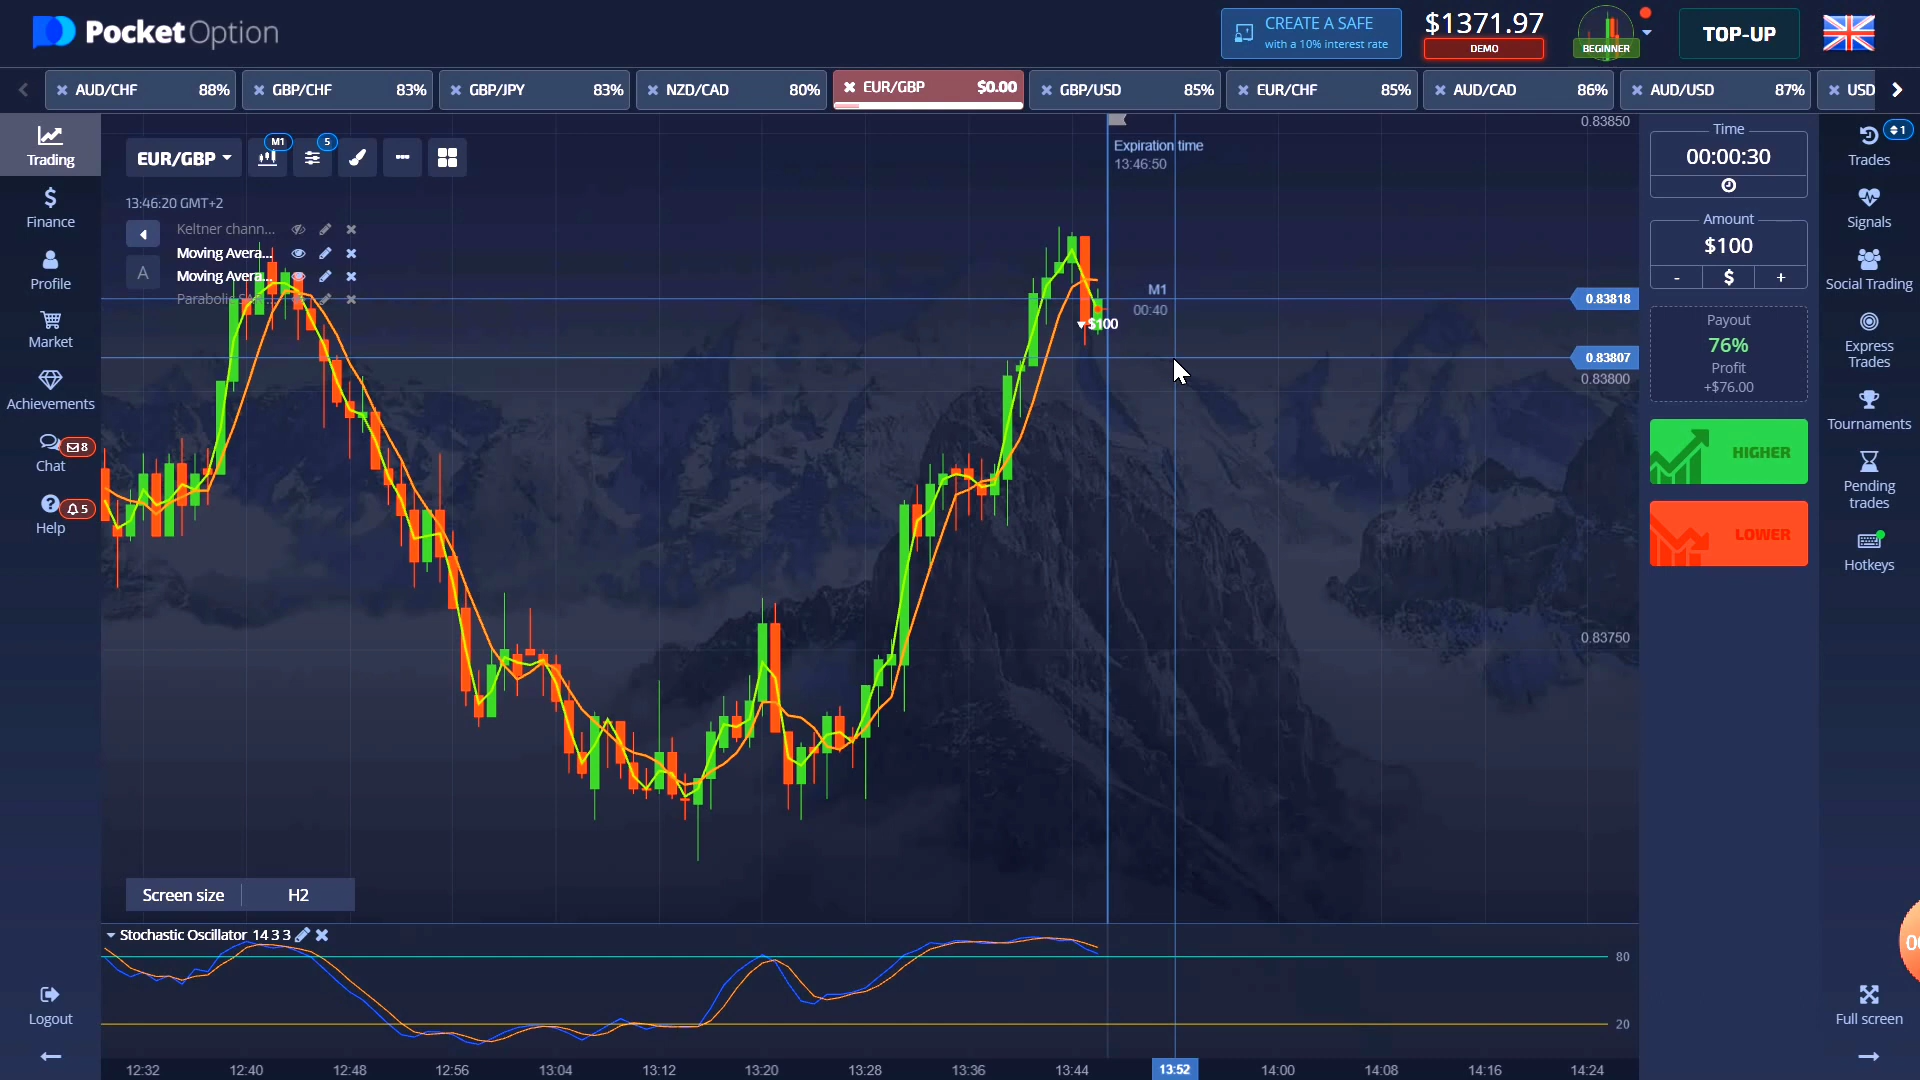 PocketOption
CREATE A SAFE
with a 10% interest rate
$1371.97
DEMO
BEGINNER
TOP-UP
AUD/CHF 88%
GBP/CHF 83%
GBP/JPY 83%
NZD/CAD 80%
EUR/GBP $0.00
GBP/USD 85%
EUR/CHF 85%
AUD/CAD 86%
AUD/USD 87%
USD
Trading
Finance
Profile
Market
Achievements
Chat
8
Help
5
Logout
EUR/GBP
M1
5
13:46:20 GMT+2
Keltner chann...
Moving Avera...
Moving Avera...
A
Expiration time
13:46:50
M1
00:40
$100
0.83850
0.83818
0.83807
0.83800
0.83750
Screen size H2
Stochastic Oscillator 14 3 3
80
20
12:32 12:40 12:48 12:56 13:04 13:12 13:20 13:28 13:36 13:44 13:52 14:00 14:08 14:16 14:24
Time
00:00:30
Amount
$100
- $ +
Payout
76%
Profit
+$76.00
HIGHER
LOWER
1
Trades
Signals
Social Trading
Express
Trades
Tournaments
Pending
trades
Hotkeys
Full screen